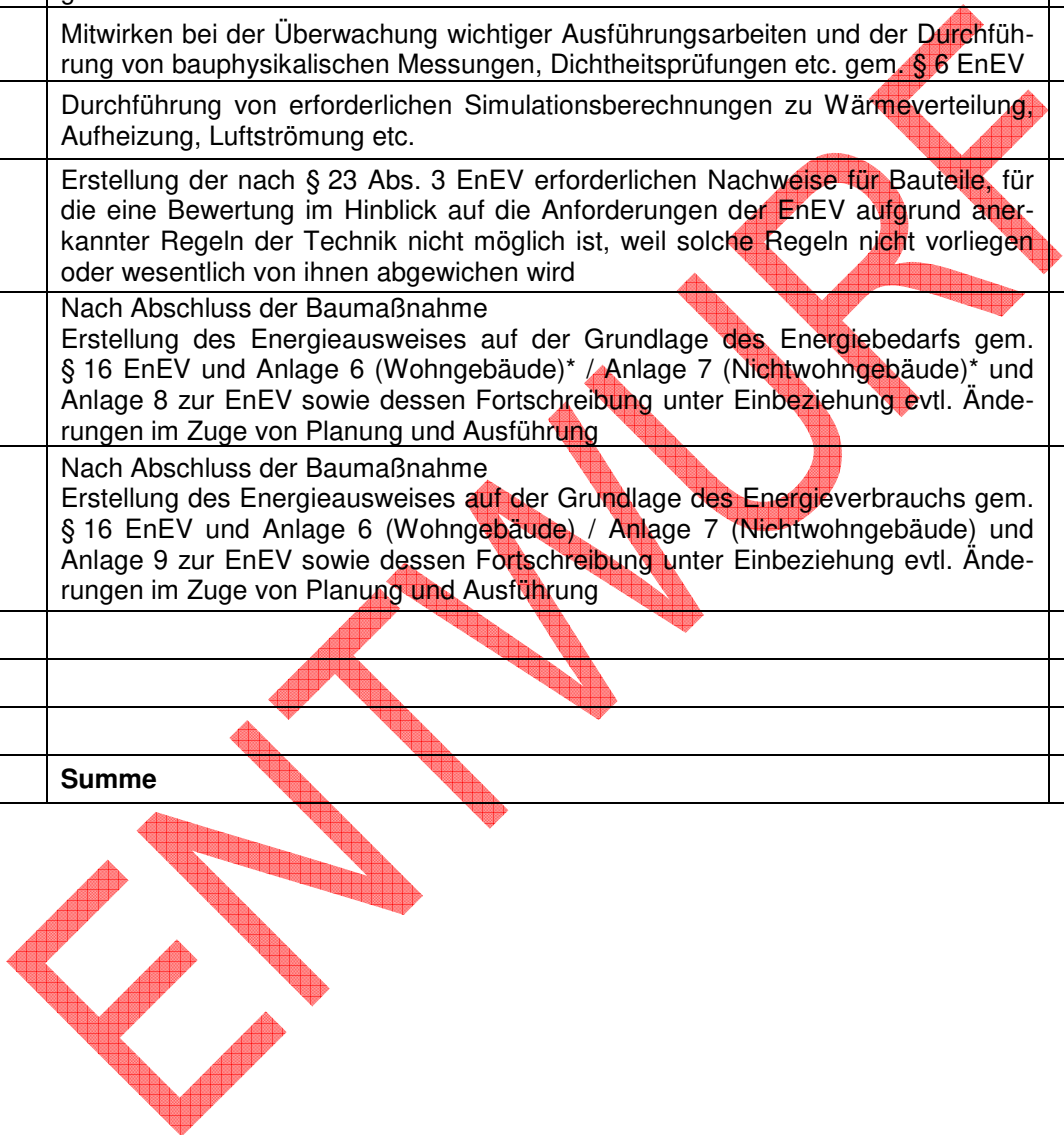 Mitwirken bei der Überwachung wichtiger Ausführungsarbeiten und der Durchfüh-
rung von bauphysikalischen Messungen, Dichtheitsprüfungen etc. gem. § 6 EnEV
Durchführung von erforderlichen Simulationsberechnungen zu Wärmeverteilung,
Aufheizung, Luftströmung etc.
Erstellung der nach § 23 Abs. 3 EnEV erforderlichen Nachweise für Bauteile, für
die eine Bewertung im Hinblick auf die Anforderungen der EnEV aufgrund aner-
kannter Regeln der Technik nicht möglich ist, weil solche Regeln nicht vorliegen
oder wesentlich von ihnen abgewichen wird
Nach Abschluss der Baumaßnahme
Erstellung des Energieausweises auf der Grundlage des Energiebedarfs gem.
§ 16 EnEV und Anlage 6 (Wohngebäude)* / Anlage 7 (Nichtwohngebäude)* und
Anlage 8 zur EnEV sowie dessen Fortschreibung unter Einbeziehung evtl. Ände-
rungen im Zuge von Planung und Ausführung
Nach Abschluss der Baumaßnahme
Erstellung des Energieausweises auf der Grundlage des Energieverbrauchs gem.
§ 16 EnEV und Anlage 6 (Wohngebäude) / Anlage 7 (Nichtwohngebäude) und
Anlage 9 zur EnEV sowie dessen Fortschreibung unter Einbeziehung evtl. Ände-
rungen im Zuge von Planung und Ausführung
Summe
ENTWURF